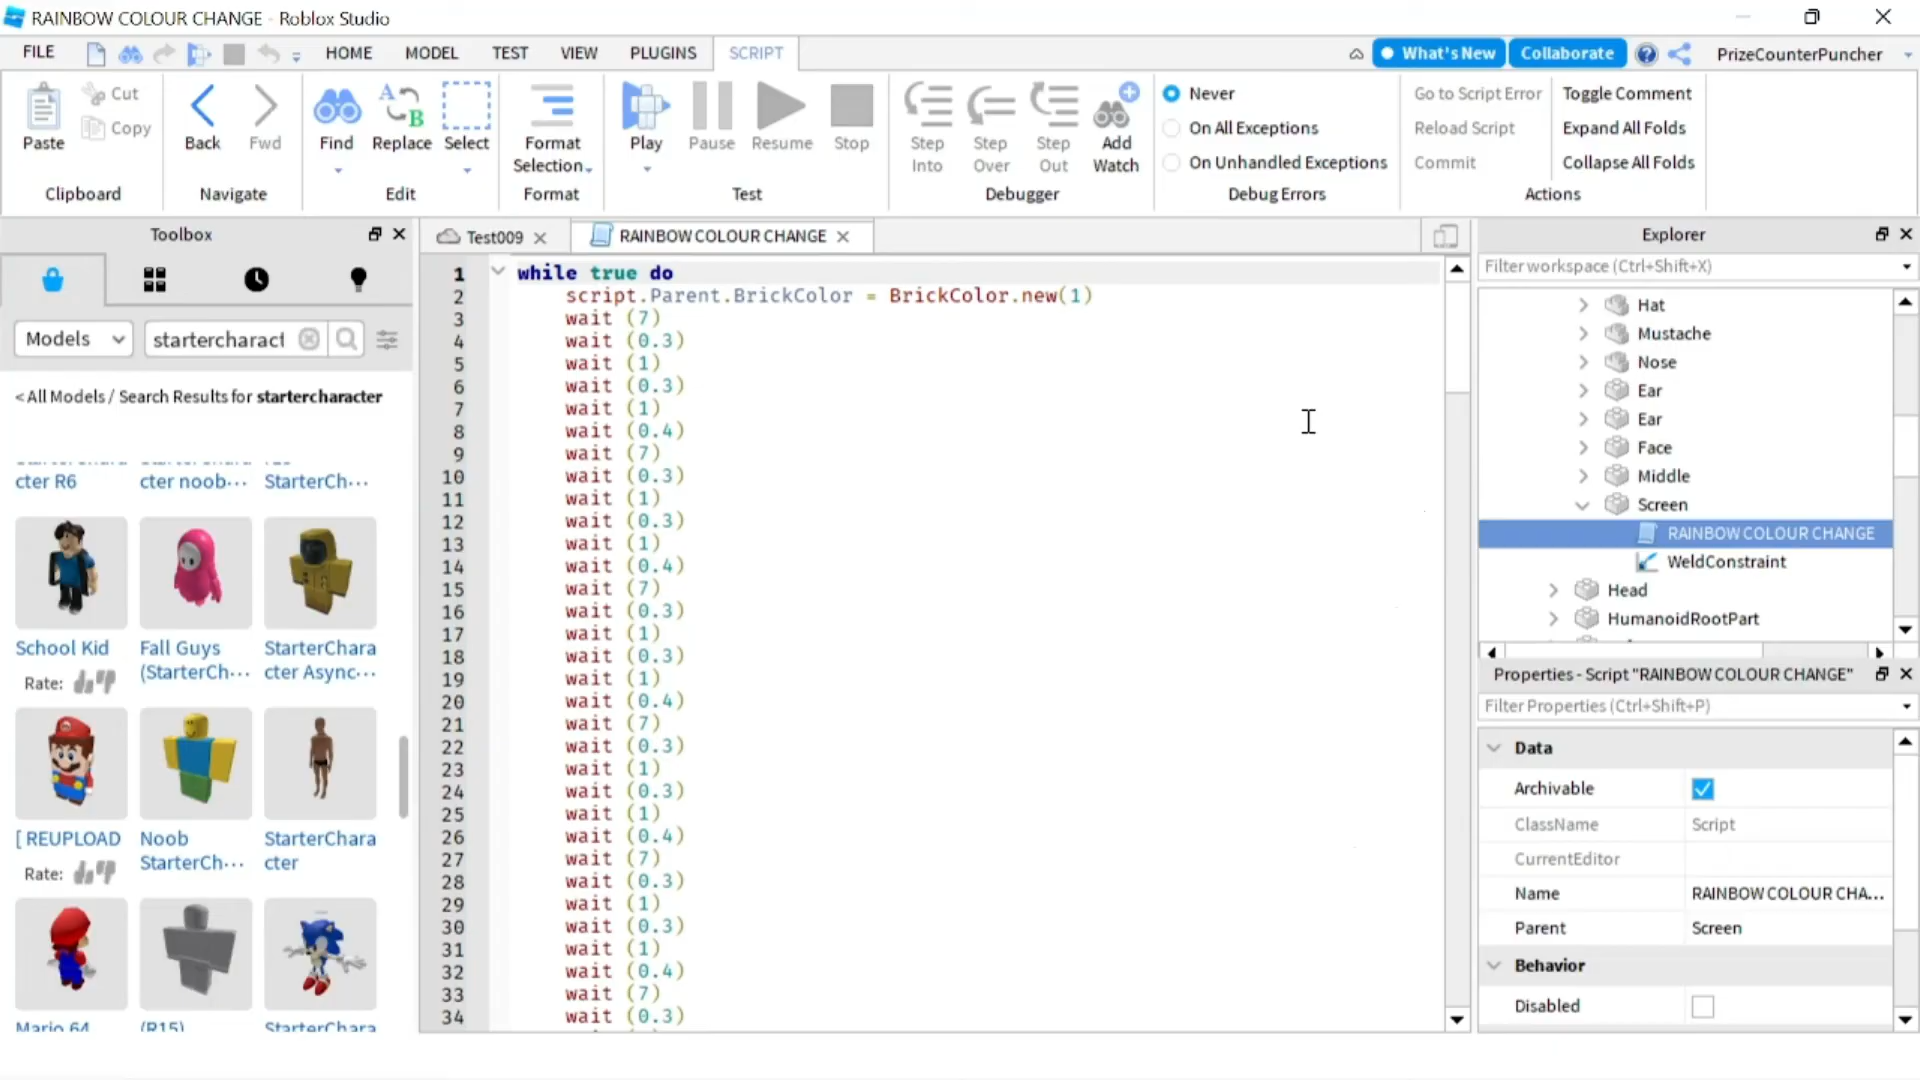 RAINBOW COLOUR CHANGE - Roblox Studio
FILE HOME MODEL TEST VIEW PLUGINS SCRIPT What's New Collaborate PrizeCounterPuncher
Paste
Cut
Copy
Clipboard
Back
Fwd
Navigate
Find
Replace
Select
Edit
Format
Selection
Format
Play
Pause
Resume
Stop
Test
Step
Into
Step
Over
Step
Out
Add
Watch
Debugger
Never
On All Exceptions
On Unhandled Exceptions
Debug Errors
Go to Script Error
Reload Script
Commit
Toggle Comment
Expand All Folds
Collapse All Folds
Actions
Toolbox
Models
startercharact
< All Models / Search Results for startercharacter
cter R6
cter noob...
StarterCh...
School Kid
Rate:
Fall Guys
(StarterCh...
StarterChara
cter Async...
[ REUPLOAD
Rate:
Noob
StarterCh...
StarterChara
cter
Mario 64
(R15)
StarterChara
Test009
RAINBOW COLOUR CHANGE
1 while true do
2 script.Parent.BrickColor = BrickColor.new(1)
3 wait (7)
4 wait (0.3)
5 wait (1)
6 wait (0.3)
7 wait (1)
8 wait (0.4)
9 wait (7)
10 wait (0.3)
11 wait (1)
12 wait (0.3)
13 wait (1)
14 wait (0.4)
15 wait (7)
16 wait (0.3)
17 wait (1)
18 wait (0.3)
19 wait (1)
20 wait (0.4)
21 wait (7)
22 wait (0.3)
23 wait (1)
24 wait (0.3)
25 wait (1)
26 wait (0.4)
27 wait (7)
28 wait (0.3)
29 wait (1)
30 wait (0.3)
31 wait (1)
32 wait (0.4)
33 wait (7)
34 wait (0.3)
Explorer
Filter workspace (Ctrl+Shift+X)
Hat
Mustache
Nose
Ear
Ear
Face
Middle
Screen
RAINBOW COLOUR CHANGE
WeldConstraint
Head
HumanoidRootPart
Properties - Script "RAINBOW COLOUR CHANGE"
Filter Properties (Ctrl+Shift+P)
Data
Archivable
ClassName Script
CurrentEditor
Name RAINBOW COLOUR CHA...
Parent Screen
Behavior
Disabled